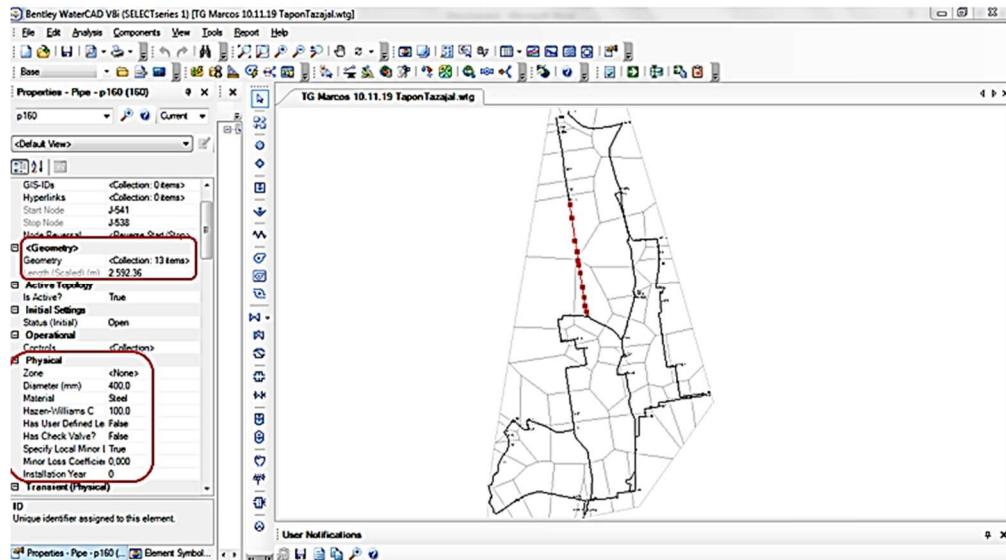 Bentley WaterCAD V8i (SELECTseries 1) [TG Marcos 10.11.19 TaponTazajal.wtg]
File Edit Analysis Components View Tools Report Help
Base
Properties - Pipe - p160 (160)
TG Marcos 10.11.19 TaponTazajal.wtg
p160 Current
<Default View>
GIS-IDs <Collection: 0 items>
Hyperlinks <Collection: 0 items>
Start Node J-541
Stop Node J-538
Node Reversal <Reverse Start/Stop>
<Geometry>
Geometry <Collection: 13 items>
Length (Scaled) (m) 2 592.36
Active Topology
Is Active? True
Initial Settings
Status (Initial) Open
Operational
Controls <Collection>
Physical
Zone <None>
Diameter (mm) 400.0
Material Steel
Hazen-Williams C 100.0
Has User Defined Le False
Has Check Valve? False
Specify Local Minor l True
Minor Loss Coefficie 0,000
Installation Year 0
Transient (Physical)
ID
Unique identifier assigned to this element.
User Notifications
Properties - Pipe - p160 (... Element Symbol...